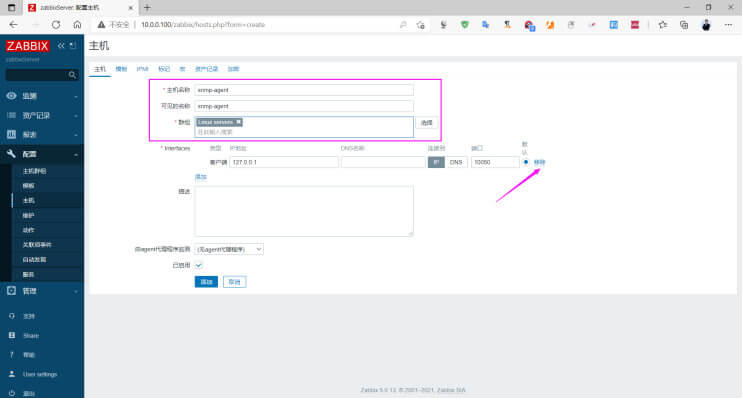 zabbixServer: 配置主机
不安全 | 10.0.0.100/zabbix/hosts.php?form=create
ZABBIX
zabbixServer
监测
资产记录
报表
配置
主机群组
模板
主机
维护
动作
关联项事件
自动发现
服务
管理
支持
Share
帮助
User settings
退出
主机
主机 模板 IPMI 标记 宏 资产记录 加密
* 主机名称 snmp-agent
可见的名称 snmp-agent
* 群组 Linux servers
在此输入搜索
选择
* Interfaces 类型 IP地址 DNS名称 连接到 端口 默认
客户端 127.0.0.1 IP DNS 10050 移除
添加
描述
由agent代理程序监测 (无agent代理程序)
已启用
添加 取消
Zabbix 5.0.12. © 2001–2021, Zabbix SIA